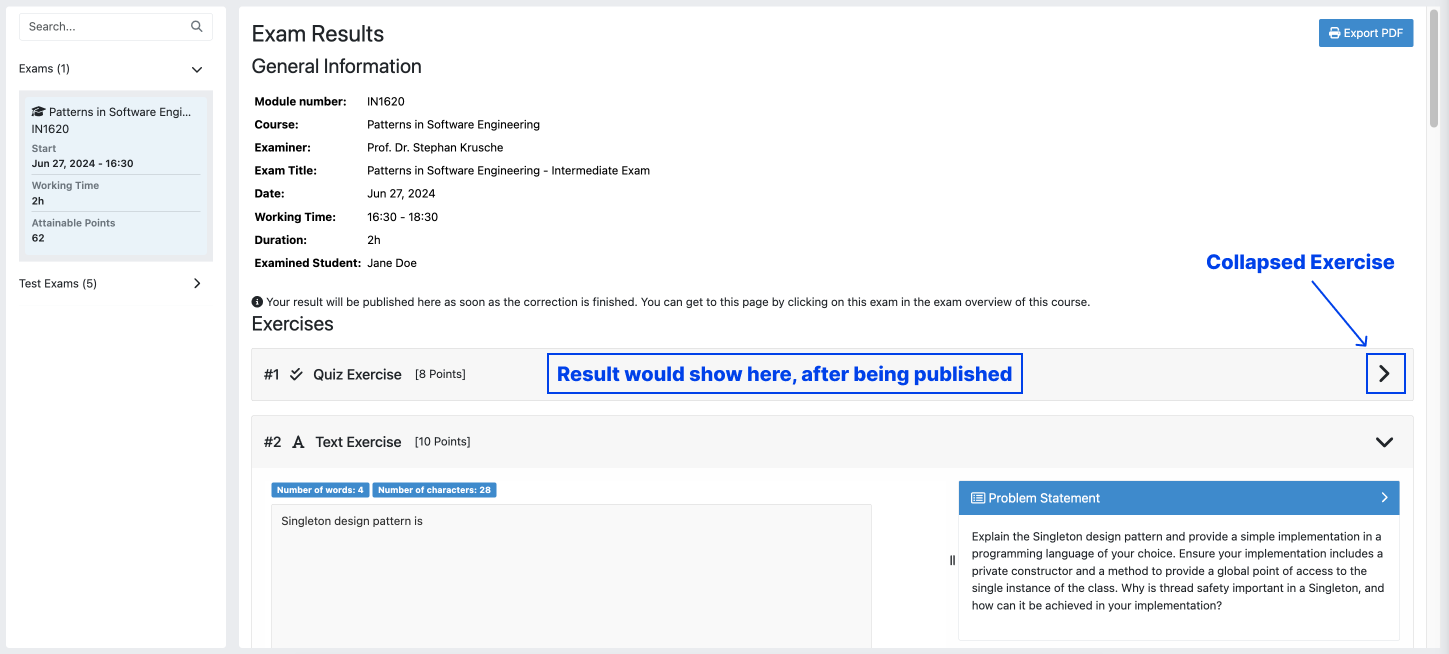 Search...
Exams (1)
Patterns in Software Engi...
IN1620
Start
Jun 27, 2024 - 16:30
Working Time
2h
Attainable Points
62
Test Exams (5)
Exam Results
Export PDF
General Information
Module number: IN1620
Course: Patterns in Software Engineering
Examiner: Prof. Dr. Stephan Krusche
Exam Title: Patterns in Software Engineering - Intermediate Exam
Date: Jun 27, 2024
Working Time: 16:30 - 18:30
Duration: 2h
Examined Student: Jane Doe
Collapsed Exercise
Your result will be published here as soon as the correction is finished. You can get to this page by clicking on this exam in the exam overview of this course.
Exercises
#1 Quiz Exercise [8 Points] Result would show here, after being published
#2 Text Exercise [10 Points]
Number of words: 4 Number of characters: 28
Singleton design pattern is
Problem Statement
Explain the Singleton design pattern and provide a simple implementation in a
programming language of your choice. Ensure your implementation includes a
private constructor and a method to provide a global point of access to the
single instance of the class. Why is thread safety important in a Singleton, and
how can it be achieved in your implementation?